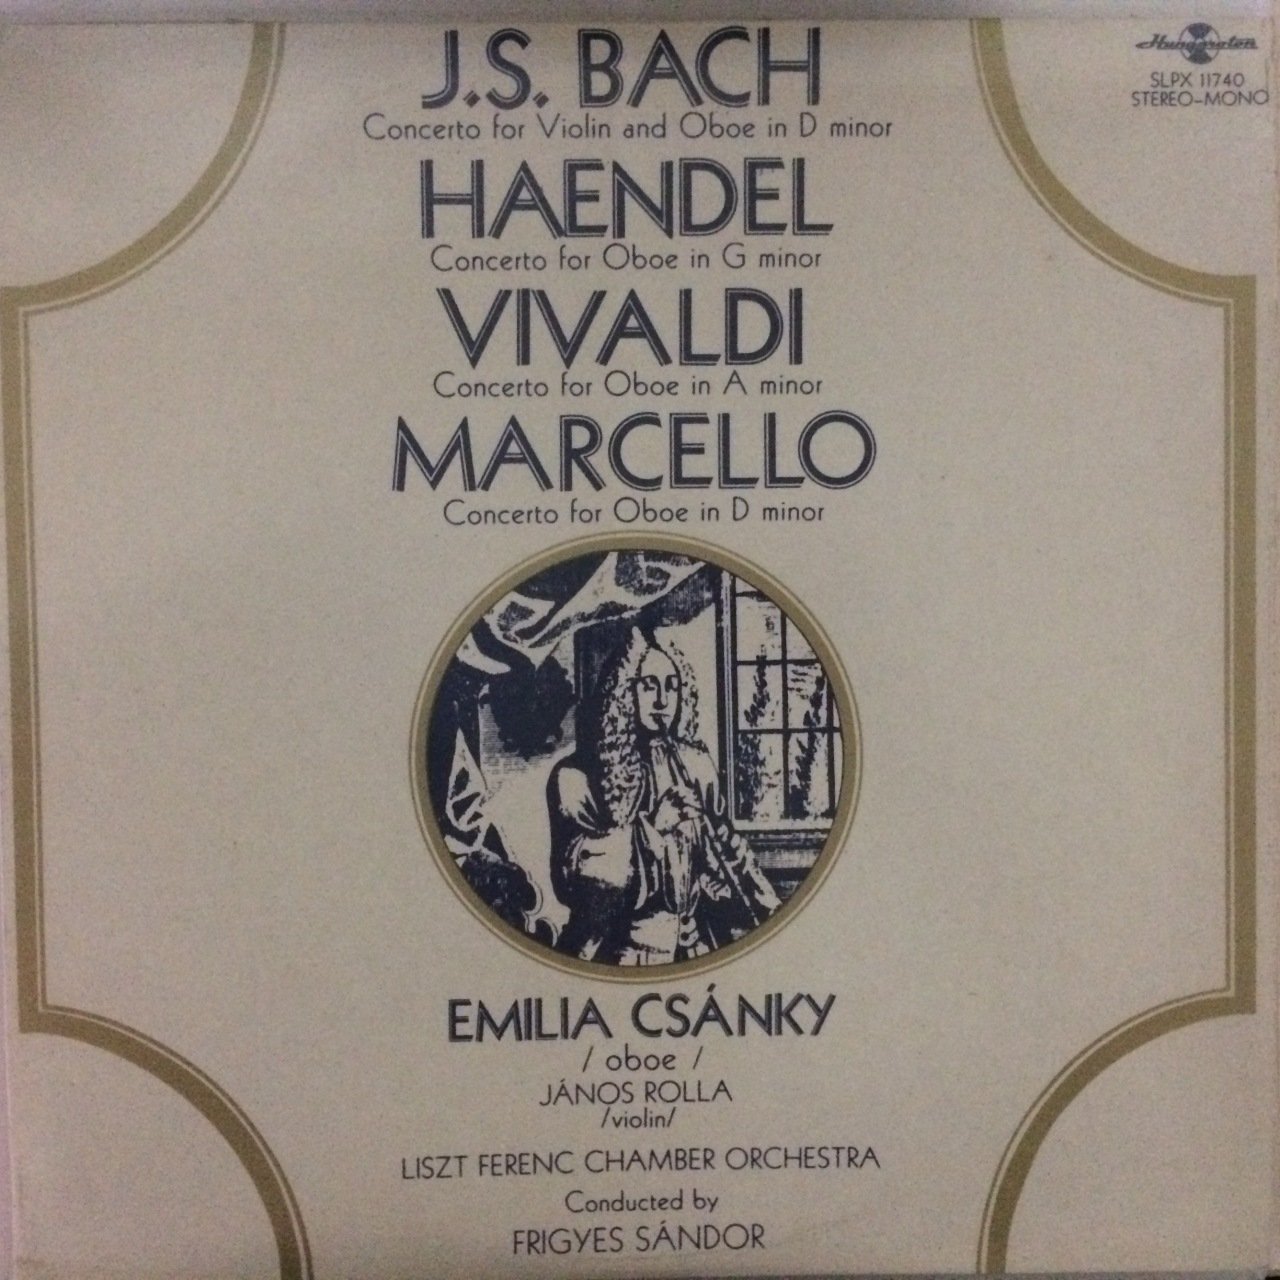 J.S. BACH
Concerto for Violin and Oboe in D minor
HAENDEL
Concerto for Oboe in G minor
VIVALDI
Concerto for Oboe in A minor
MARCELLO
Concerto for Oboe in D minor
Hungaroton
SLPX 11740
STEREO-MONO
EMILIA CSÁNKY
/ oboe /
JÁNOS ROLLA
/violin/
LISZT FERENC CHAMBER ORCHESTRA
Conducted by
FRIGYES SÁNDOR